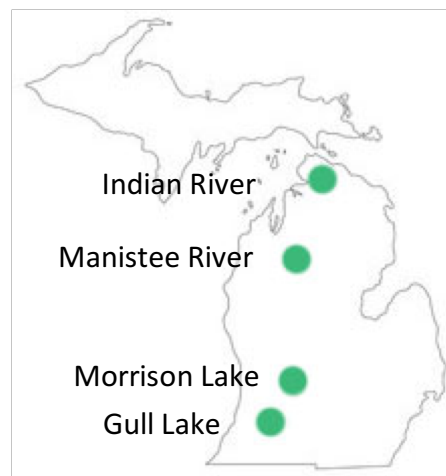 Indian River
Manistee River
Morrison Lake
Gull Lake